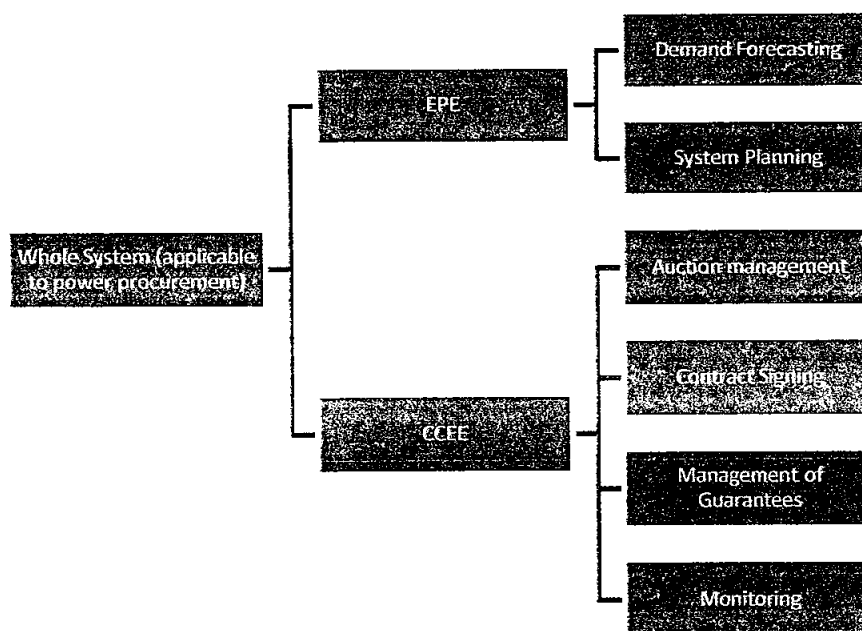 Demand Forecasting
EPE
System Planning
Whole System (applicable
to power procurement)
Auction management
Contract Signing
CCEE
Management of
Guarantees
Monitoring